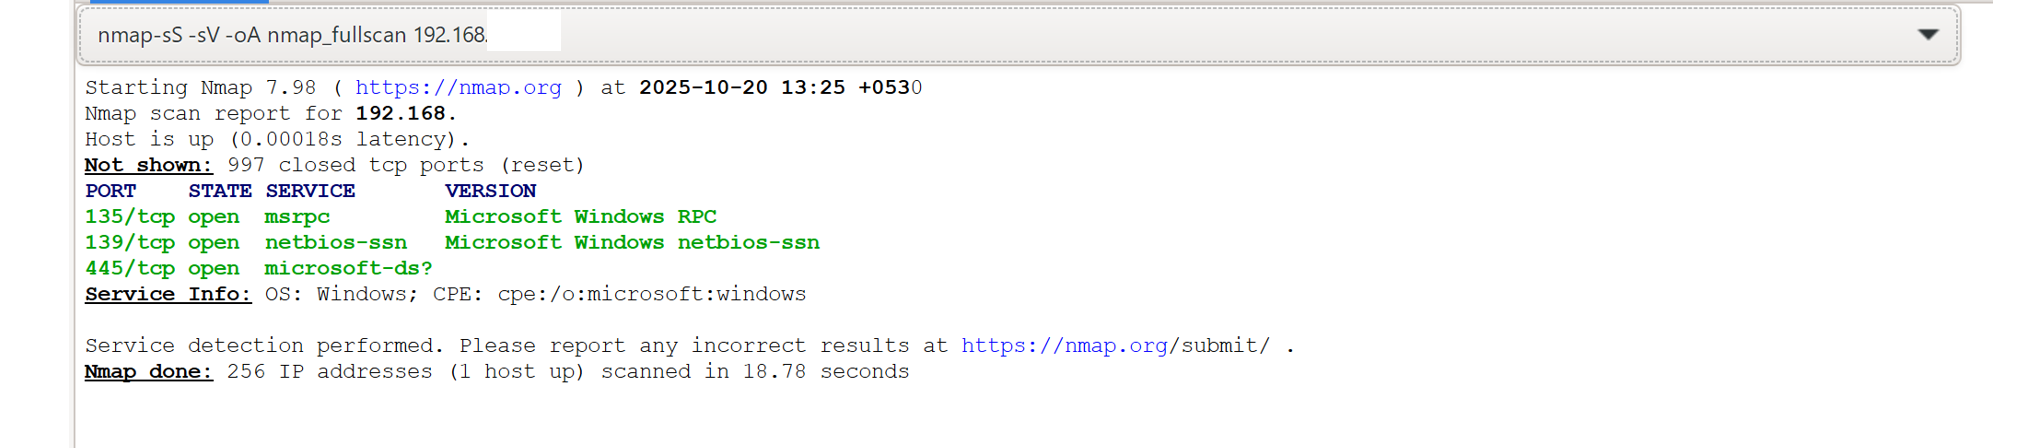 nmap-sS -sV -oA nmap_fullscan 192.168.
Starting Nmap 7.98 ( https://nmap.org ) at 2025-10-20 13:25 +0530
Nmap scan report for 192.168.
Host is up (0.00018s latency).
Not shown: 997 closed tcp ports (reset)
PORT    STATE SERVICE       VERSION
135/tcp open  msrpc         Microsoft Windows RPC
139/tcp open  netbios-ssn   Microsoft Windows netbios-ssn
445/tcp open  microsoft-ds?
Service Info: OS: Windows; CPE: cpe:/o:microsoft:windows
Service detection performed. Please report any incorrect results at https://nmap.org/submit/ .
Nmap done: 256 IP addresses (1 host up) scanned in 18.78 seconds